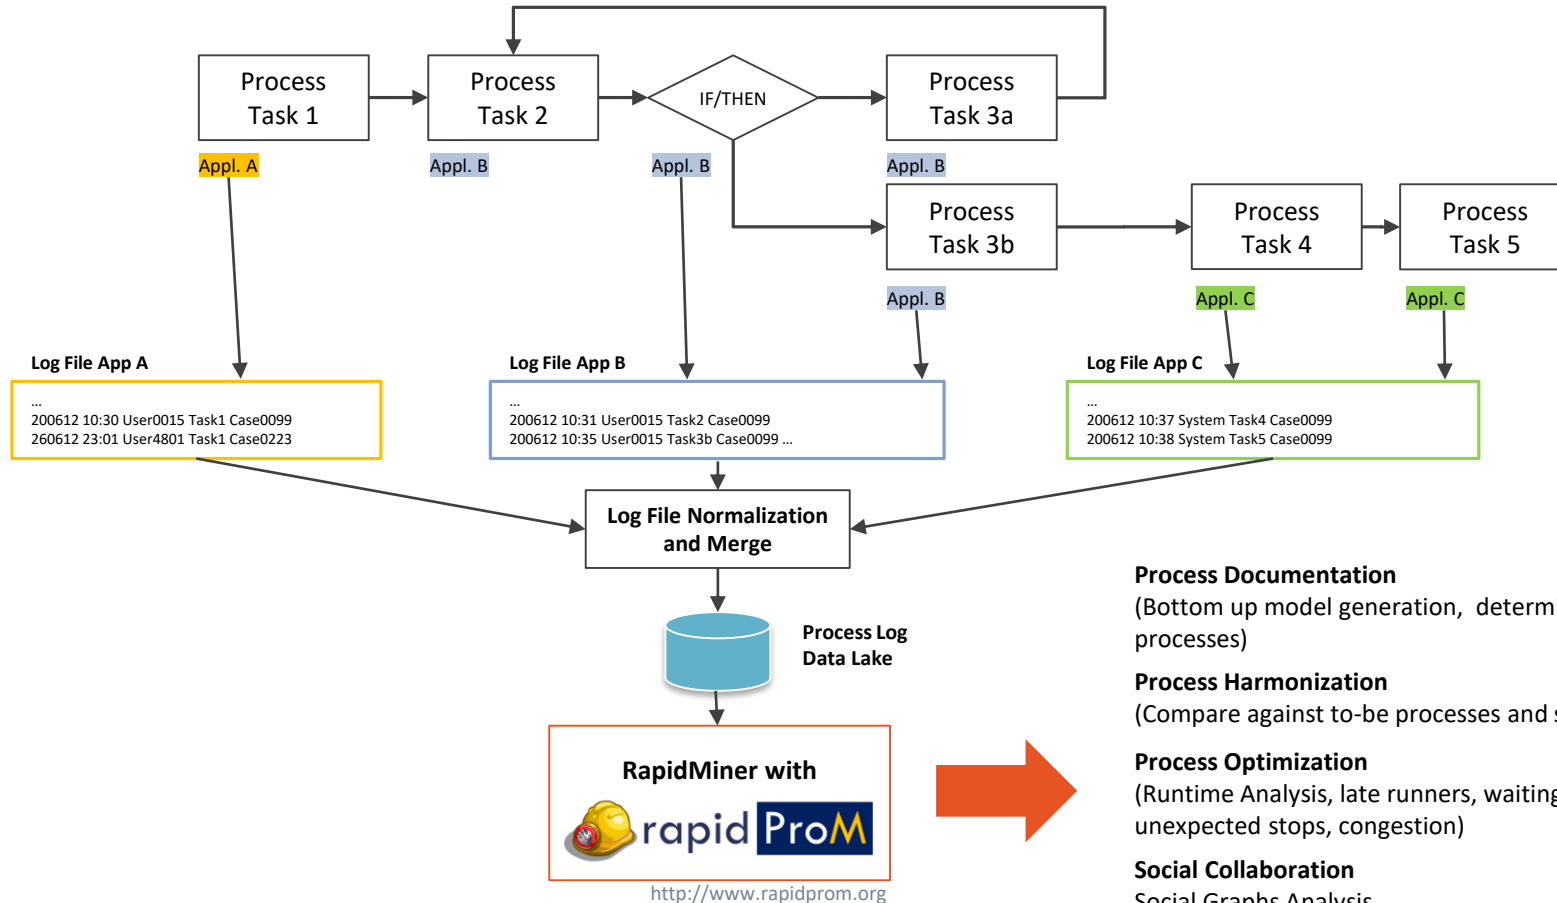 Process
Task 1
Process
Task 2
IF/THEN
Process
Task 3a
Appl. A
Appl. B
Appl. B
Appl. B
Process
Task 3b
Process
Task 4
Process
Task 5
Appl. B
Appl. C
Appl. C
Log File App A
...
200612 10:30 User0015 Task1 Case0099
260612 23:01 User4801 Task1 Case0223
Log File App B
...
200612 10:31 User0015 Task2 Case0099
200612 10:35 User0015 Task3b Case0099 ...
Log File App C
...
200612 10:37 System Task4 Case0099
200612 10:38 System Task5 Case0099
Log File Normalization
and Merge
Process Log
Data Lake
RapidMiner with
rapid ProM
http://www.rapidprom.org
Process Documentation
(Bottom up model generation, determi
processes)
Process Harmonization
(Compare against to-be processes and s
Process Optimization
(Runtime Analysis, late runners, waiting
unexpected stops, congestion)
Social Collaboration
Social Graphs Analysis